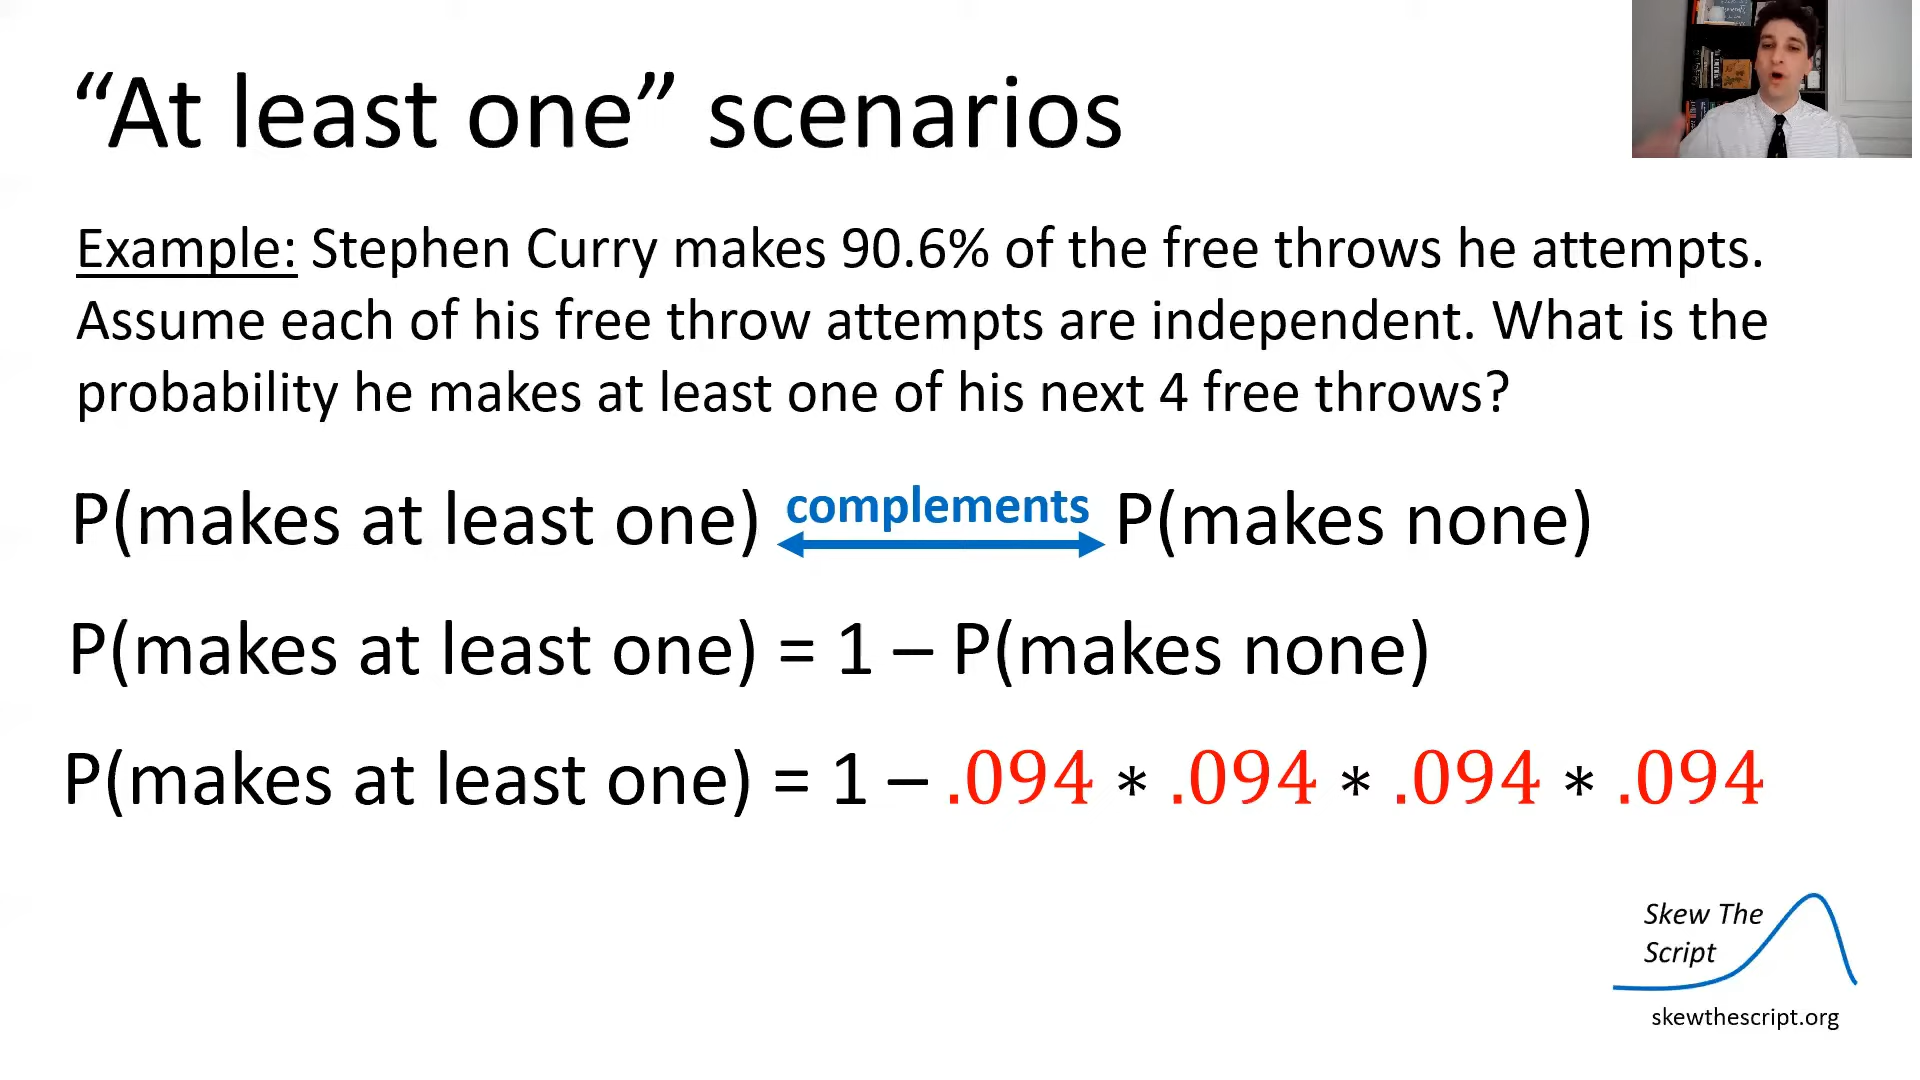 “At least one” scenarios
Example: Stephen Curry makes 90.6% of the free throws he attempts.
Assume each of his free throw attempts are independent. What is the
probability he makes at least one of his next 4 free throws?
P(makes at least one) complements P(makes none)
P(makes at least one) = 1 – P(makes none)
P(makes at least one) = 1 – .094 ∗ .094 ∗ .094 ∗ .094
Skew The
Script
skewthescript.org